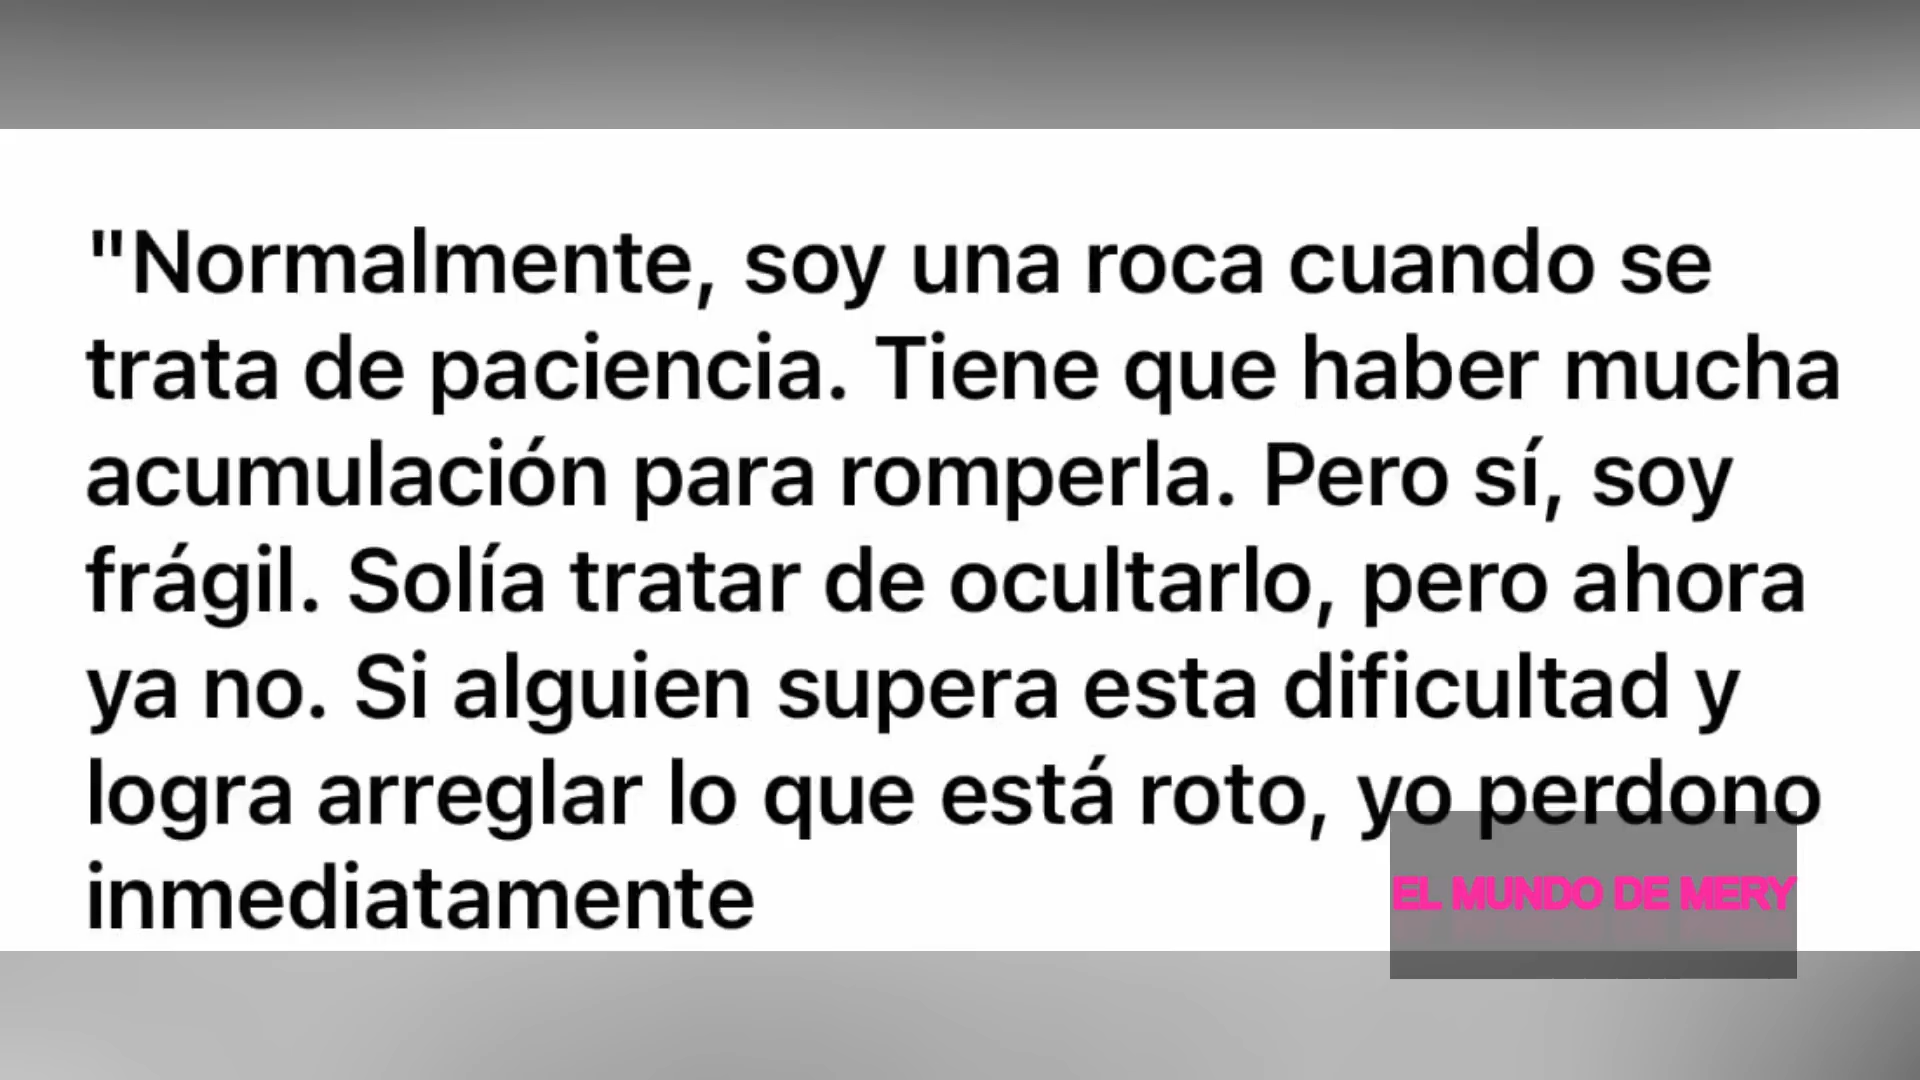 "Normalmente, soy una roca cuando se
trata de paciencia. Tiene que haber mucha
acumulación para romperla. Pero sí, soy
frágil. Solía tratar de ocultarlo, pero ahora
ya no. Si alguien supera esta dificultad y
logra arreglar lo que está roto, yo perdono
inmediatamente
EL MUNDO DE MERY